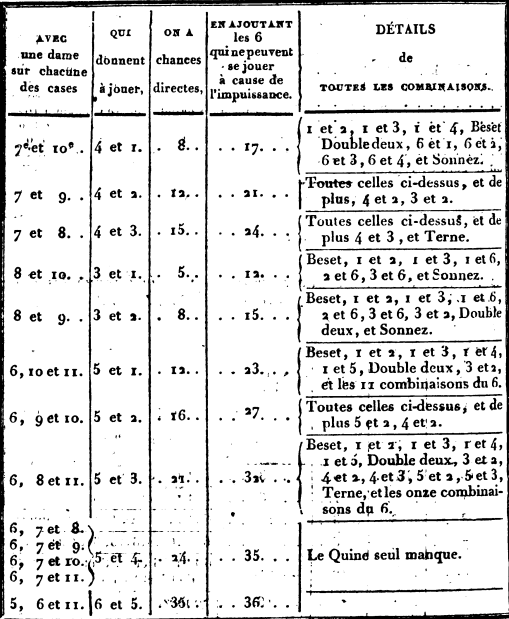 AVEC
une dame
sur chacune
des cases
QUI
donnent
à jouer,
ON A
chances
directes,
EN AJOUTANT
les 6
qui ne peuvent
se jouer
à cause de
l'impuissance.
DÉTAILS
de
TOUTES LES COMBINAISONS.
7e et 10e. 4 et 1. . 8. . . . 17. . .
1 et 2, 1 et 3, 1 et 4, Beset
Double deux, 6 et 1, 6 et 2,
6 et 3, 6 et 4, et Sonnez.
7 et 9. . 4 et 2. . 12. . . . 21. . .
Toutes celles ci-dessus, et de
plus, 4 et 2, 3 et 2.
7 et 8. . 4 et 3. . 15. . . . 24. . .
Toutes celles ci-dessus, et de
plus 4 et 3, et Terne.
8 et 10. . 3 et 1. . 5. . . . 12. . .
Beset, 1 et 2, 1 et 3, 1 et 6,
2 et 6, 3 et 6, et Sonnez.
8 et 9. . 3 et 2. . 8. . . . 15. . .
Beset, 1 et 2, 1 et 3, 1 et 6,
2 et 6, 3 et 6, 3 et 2, Double
deux, et Sonnez.
6, 10 et 11. 5 et 1. . 12. . . . 23. . .
Beset, 1 et 2, 1 et 3, 1 et 4,
1 et 5, Double deux, 3 et 2,
et les 11 combinaisons du 6.
6, 9 et 10. 5 et 2. . 16. . . . 27. . .
Toutes celles ci-dessus, et de
plus 5 et 2, 4 et 2.
6, 8 et 11. 5 et 3. . 21. . . . 32. . .
Beset, 1 et 2, 1 et 3, 1 et 4,
1 et 5, Double deux, 3 et 2,
4 et 2, 4 et 3, 5 et 2, 5 et 3,
Terne, et les onze combinai-
sons du 6.
6, 7 et 8.
6, 7 et 9.
6, 7 et 10.
6, 7 et 11.
5 et 4. . 24. . . . 35. . .
Le Quine seul manque.
5, 6 et 11. 6 et 5. . . . 36. . .